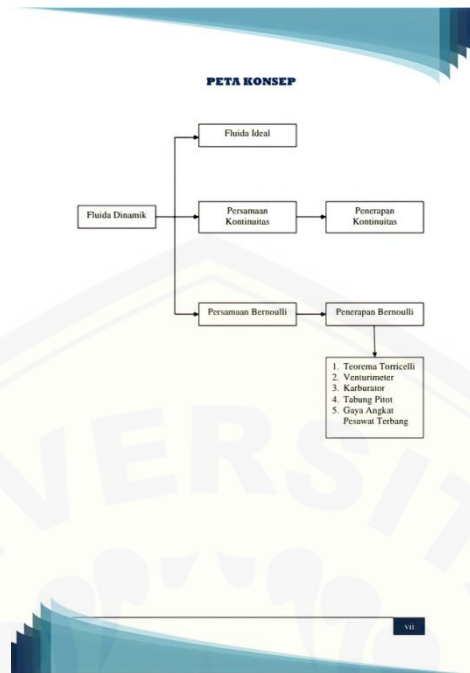 PETA KONSEP
Fluida Ideal
Fluida Dinamik
Persamaan
Kontinuitas
Penerapan
Kontinuitas
Persamaan Bernoulli
Penerapan Bernoulli
1. Teorema Torricelli
2. Venturimeter
3. Karburator
4. Tabung Pitot
5. Gaya Angkat
Pesawat Terbang
VERSIT
VII